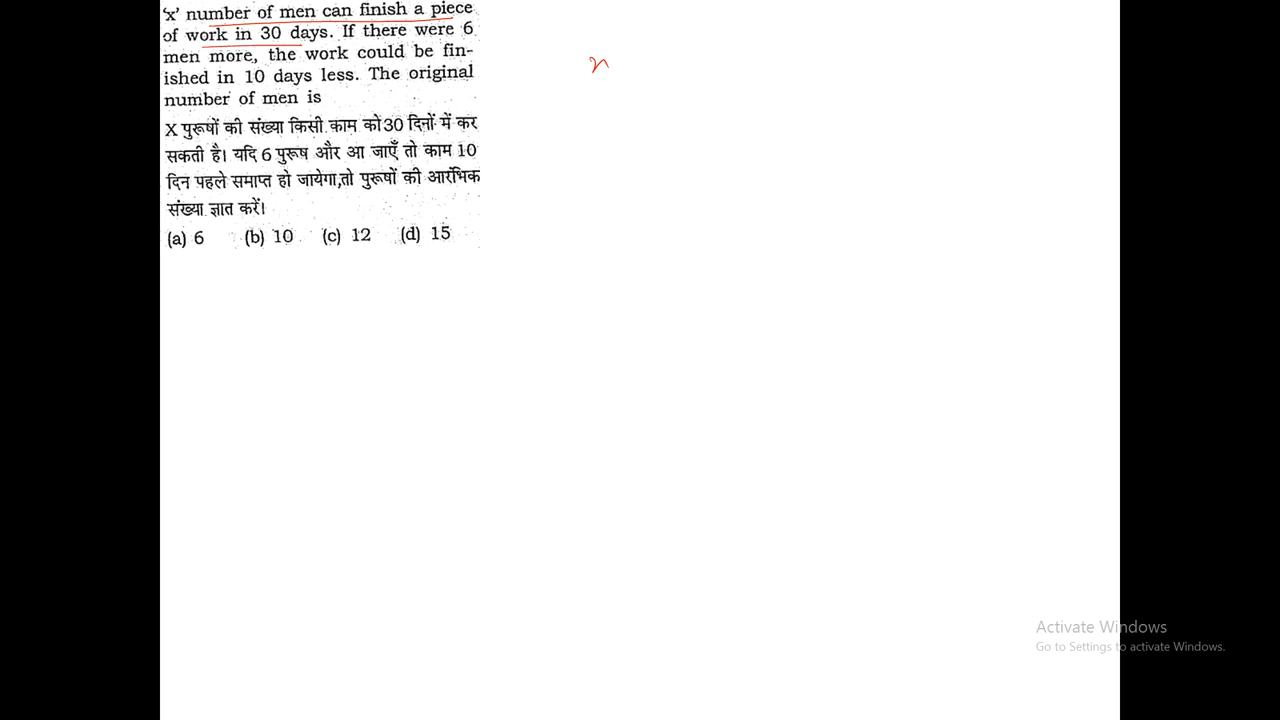 'x' number of men can finish a piece
of work in 30 days. If there were 6
men more, the work could be fin-
ished in 10 days less. The original
number of men is
X पुरूषों की संख्या किसी काम को 30 दिनों में कर
सकती है। यदि 6 पुरूष और आ जाएँ तो काम 10
दिन पहले समाप्त हो जायेगा,तो पुरूषों की आरंभिक
संख्या ज्ञात करें।
(a) 6 (b) 10 (c) 12 (d) 15
Activate Windows
Go to Settings to activate Windows.